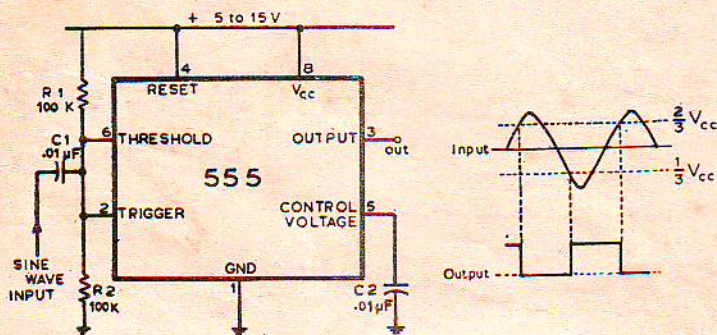 + 5 to 15 V
R1
100 K
4
RESET
8
Vcc
C1
.01µF
6
THRESHOLD
OUTPUT
3
out
555
2
TRIGGER
CONTROL
VOLTAGE
5
SINE
WAVE
INPUT
R2
100K
GND
1
C2
.01µF
2/3 Vcc
Input
1/3 Vcc
Output